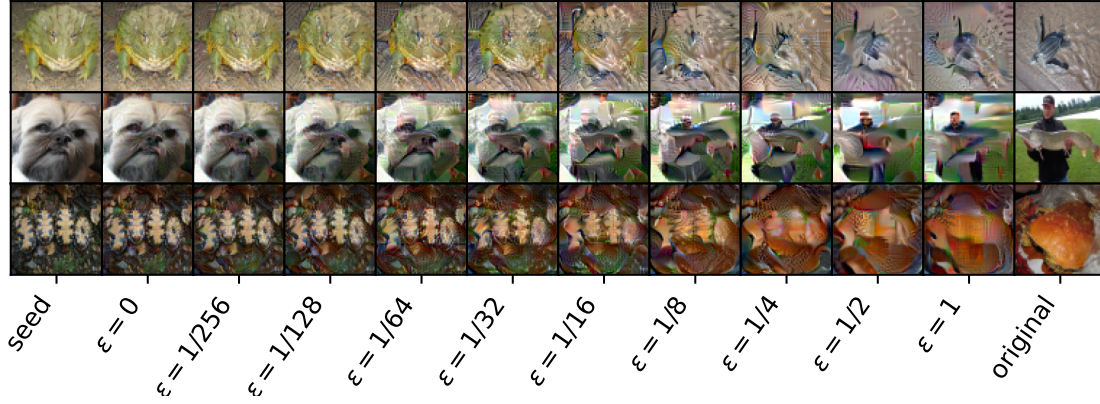 seed
ε = 0
ε = 1/256
ε = 1/128
ε = 1/64
ε = 1/32
ε = 1/16
ε = 1/8
ε = 1/4
ε = 1/2
ε = 1
original